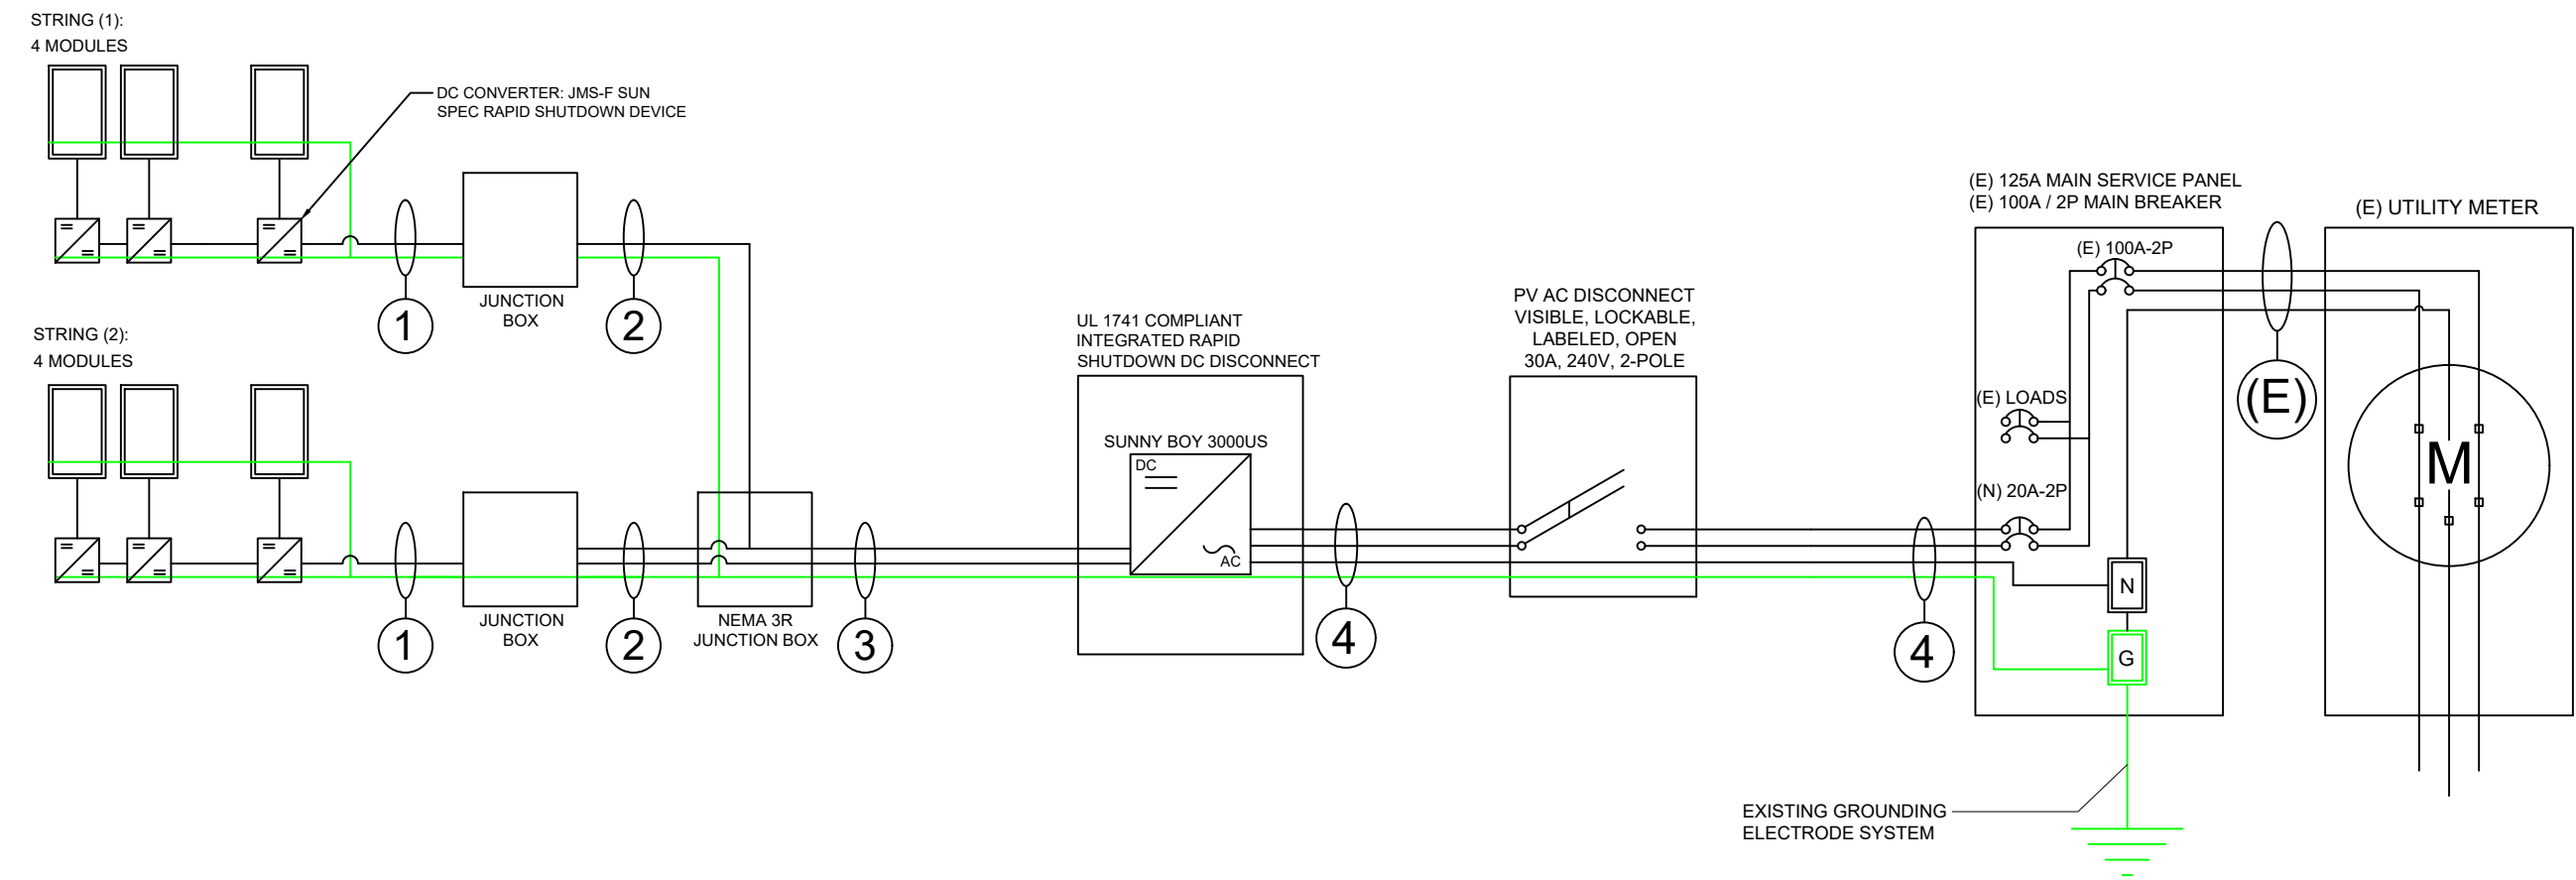 STRING (1):
4 MODULES
DC CONVERTER: JMS-F SUN
SPEC RAPID SHUTDOWN DEVICE
JUNCTION
BOX
1
2
STRING (2):
4 MODULES
JUNCTION
BOX
1
2
NEMA 3R
JUNCTION BOX
3
UL 1741 COMPLIANT
INTEGRATED RAPID
SHUTDOWN DC DISCONNECT
SUNNY BOY 3000US
DC
AC
4
PV AC DISCONNECT
VISIBLE, LOCKABLE,
LABELED, OPEN
30A, 240V, 2-POLE
4
(E) 125A MAIN SERVICE PANEL
(E) 100A / 2P MAIN BREAKER
(E) 100A-2P
(E) LOADS
(N) 20A-2P
N
G
(E)
(E) UTILITY METER
M
EXISTING GROUNDING
ELECTRODE SYSTEM